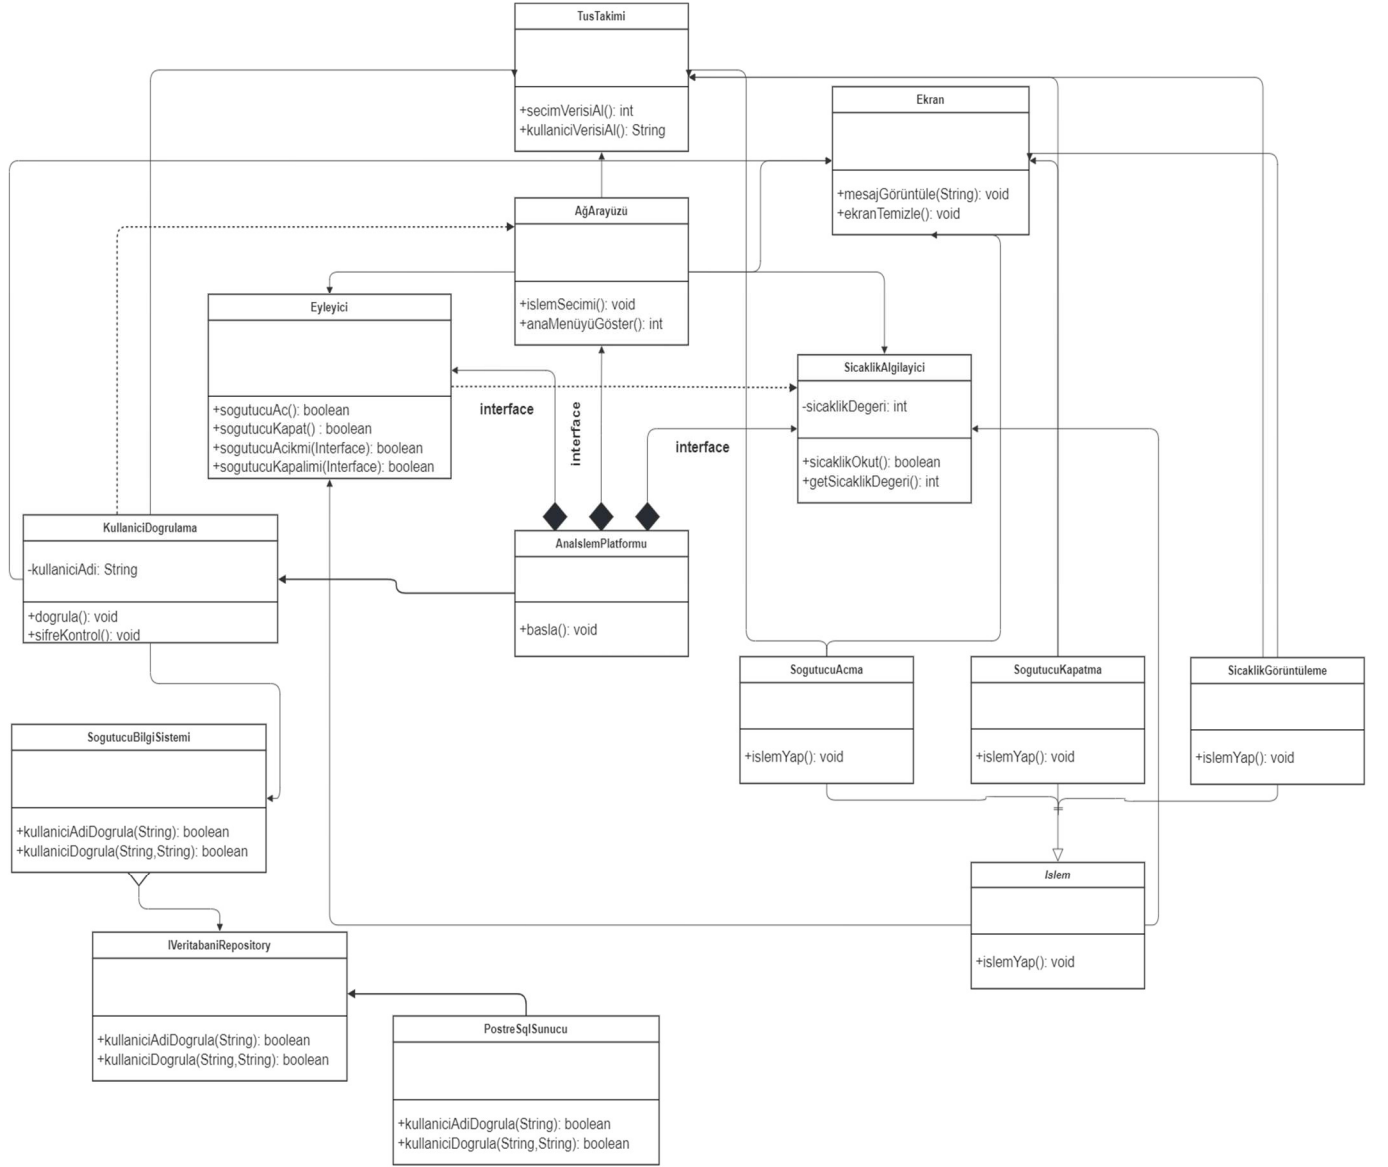 TusTakimi
+secimVerisiAl(): int
+kullaniciVerisiAl(): String
Ekran
+mesajGörüntüle(String): void
+ekranTemizle(): void
AğArayüzü
+islemSecimi(): void
+anaMenüyüGöster(): int
Eyleyici
+sogutucuAc(): boolean
+sogutucuKapat() : boolean
+sogutucuAcikmi(Interface): boolean
+sogutucuKapalimi(Interface): boolean
SicaklikAlgilayici
-sicaklikDegeri: int
+sicaklikOkut(): boolean
+getSicaklikDegeri(): int
interface
interface
interface
KullaniciDogrulama
-kullaniciAdi: String
+dogrula(): void
+sifreKontrol(): void
AnaIslemPlatformu
+basla(): void
SogutucuAcma
+islemYap(): void
SogutucuKapatma
+islemYap(): void
SicaklikGörüntüleme
+islemYap(): void
SogutucuBilgiSistemi
+kullaniciAdiDogrula(String): boolean
+kullaniciDogrula(String,String): boolean
Islem
+islemYap(): void
IVeritabaniRepository
+kullaniciAdiDogrula(String): boolean
+kullaniciDogrula(String,String): boolean
PostreSqlSunucu
+kullaniciAdiDogrula(String): boolean
+kullaniciDogrula(String,String): boolean